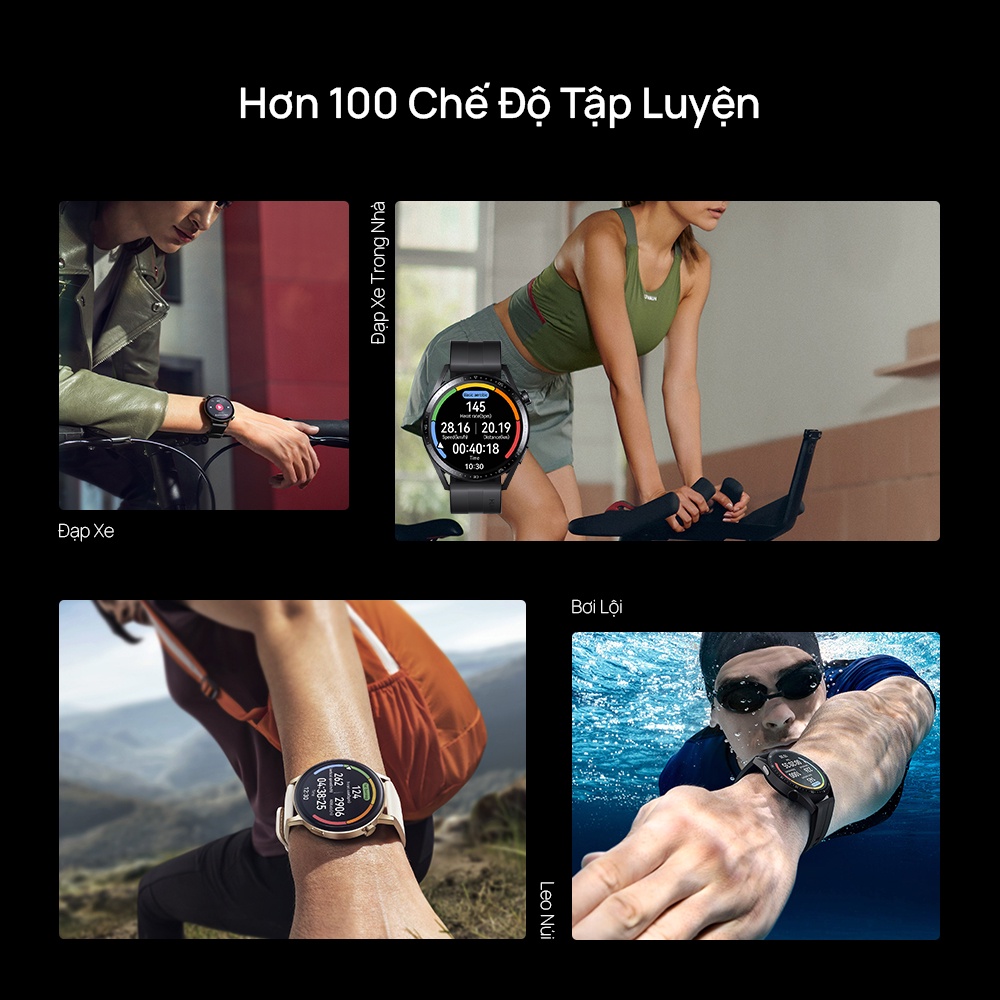 Hơn 100 Chế Độ Tập Luyện
Đạp Xe Trong Nhà
145
Heart rate(bpm)
28.16 20.19
Speed(km/h) Distance(km)
00:40:18
Time
10:30
Đạp Xe
Bơi Lội
124
262 2906
04:38:25
12:30
Leo Núi